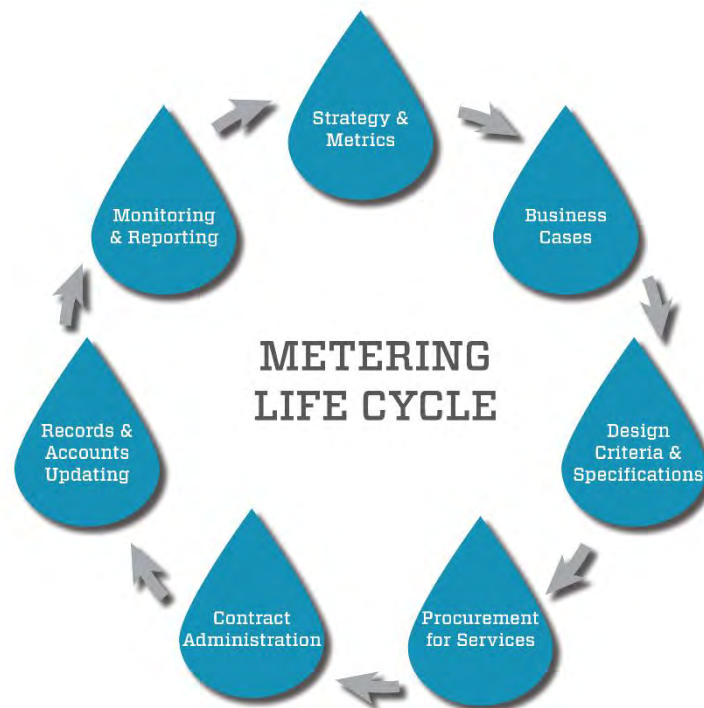 Strategy &
Metrics
Business
Cases
Design
Criteria &
Specifications
Procurement
for Services
Contract
Administration
Records &
Accounts
Updating
Monitoring
& Reporting
METERING
LIFE CYCLE